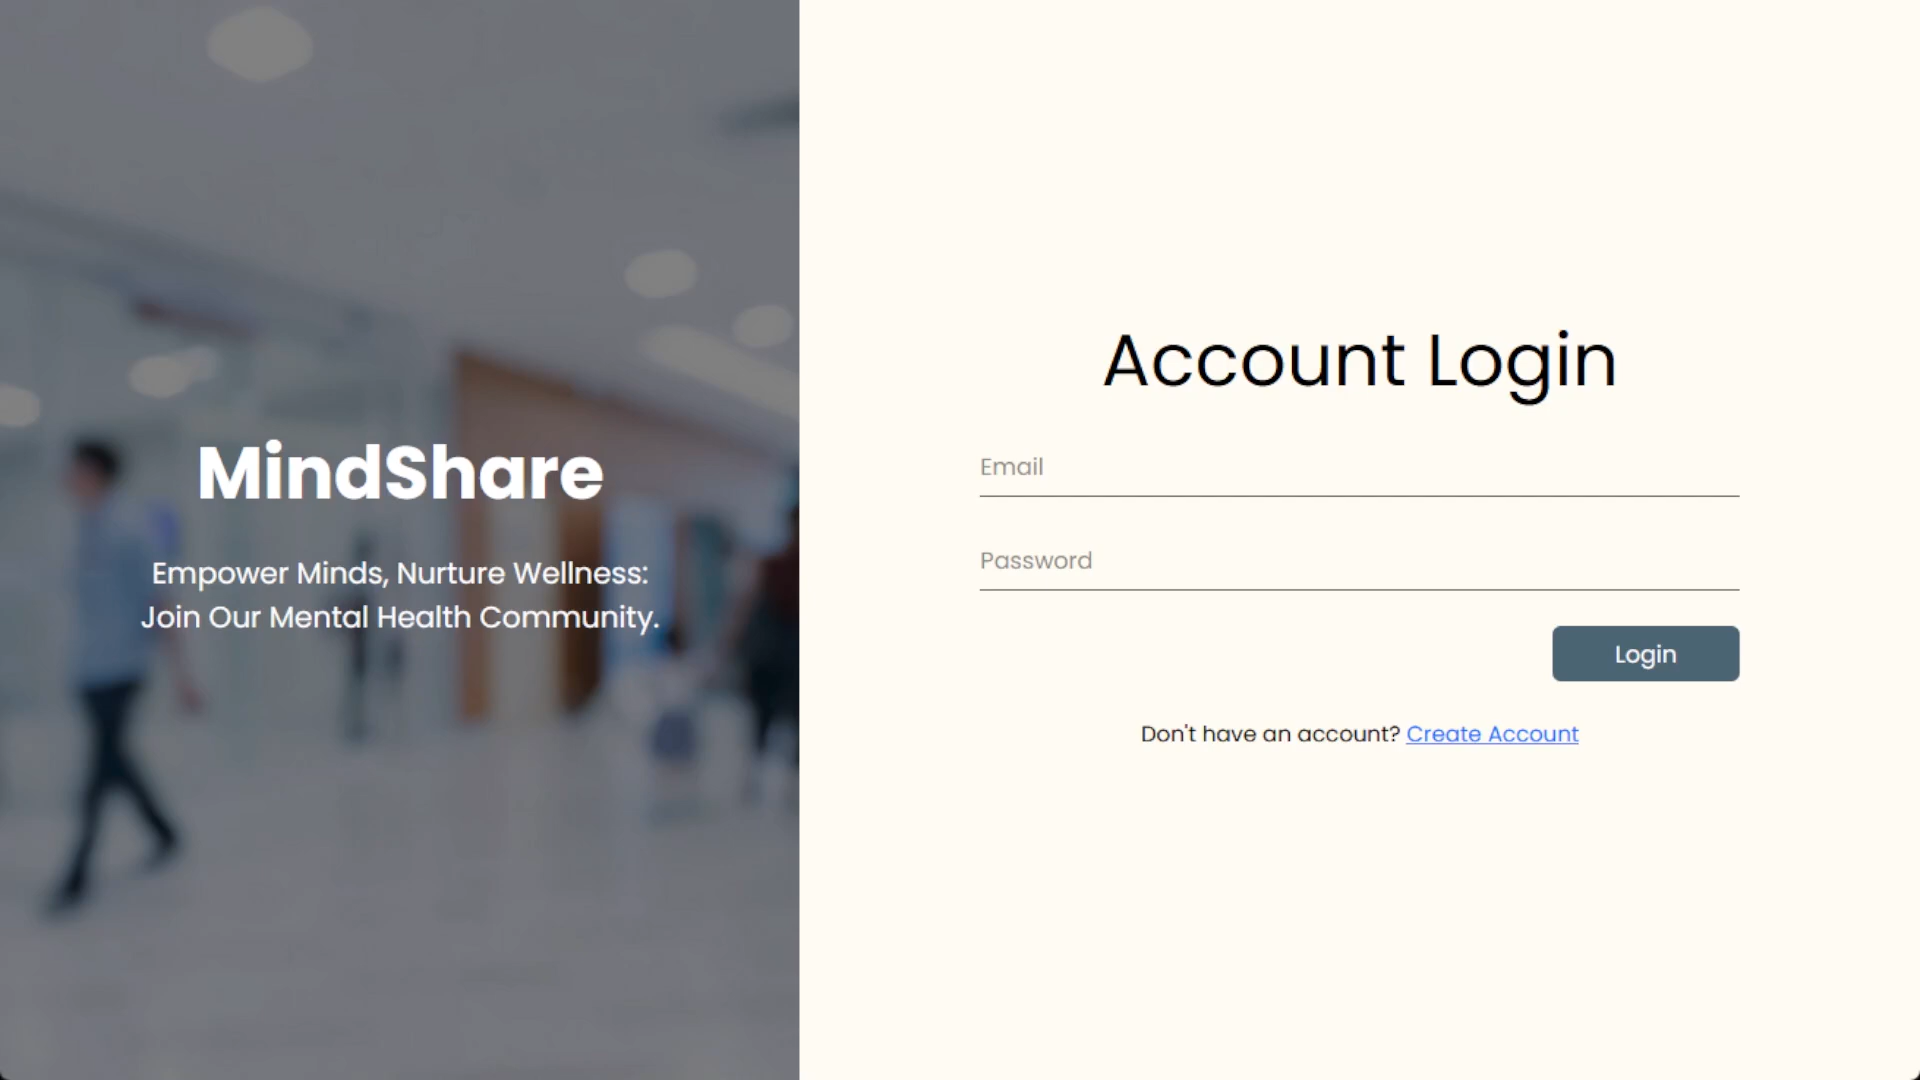 MindShare
Empower Minds, Nurture Wellness:
Join Our Mental Health Community.
Account Login
Email
Password
Login
Don't have an account? Create Account